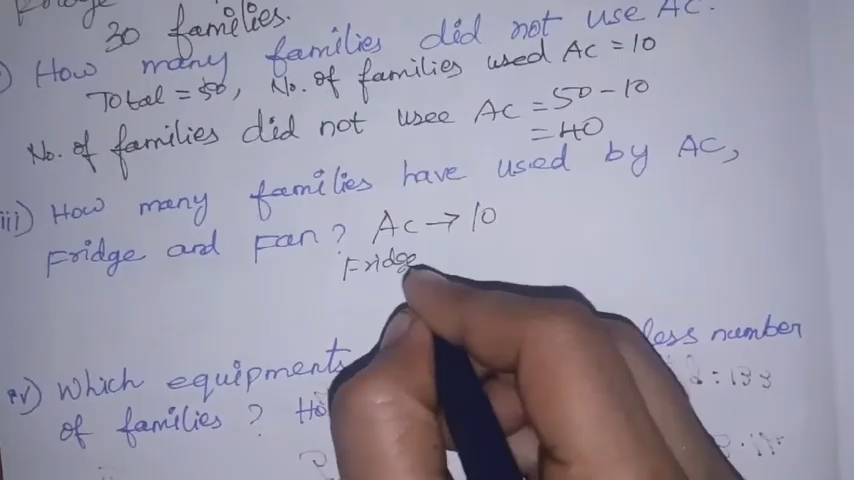 30 families.
How many families did not use AC.
Total = 50, No. of families used AC = 10
No. of families did not usee AC = 50 - 10
= 40
iii) How many families have used by AC,
Fridge and Fan? AC → 10
Fridge
iv) Which equipments less number
of families?